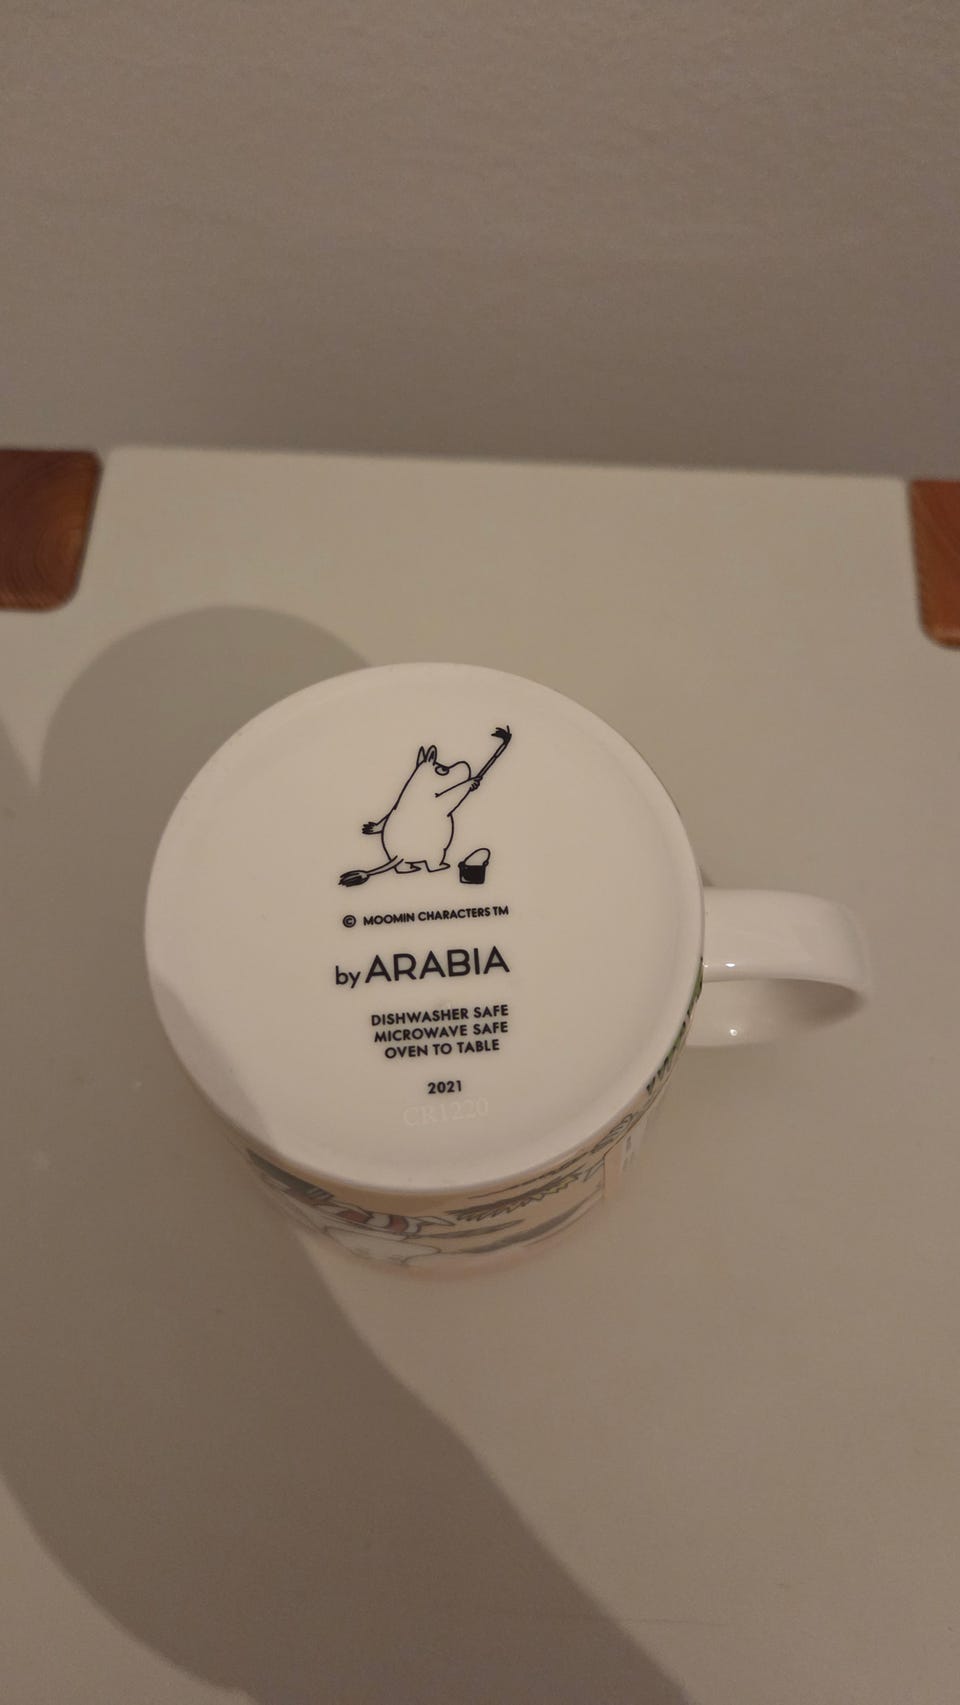 © MOOMIN CHARACTERS TM
by ARABIA
DISHWASHER SAFE
MICROWAVE SAFE
OVEN TO TABLE
2021
CR1220